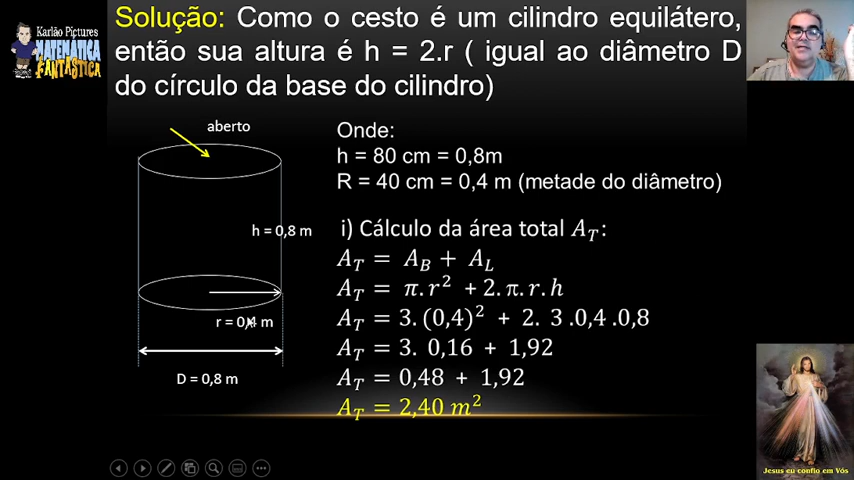 Karlão Pictures
MATEMÁTICA
FANTÁSTICA
Solução: Como o cesto é um cilindro equilátero,
então sua altura é h = 2.r ( igual ao diâmetro D
do círculo da base do cilindro)
aberto
h = 0,8 m
r = 0,4 m
D = 0,8 m
Onde:
h = 80 cm = 0,8m
R = 40 cm = 0,4 m (metade do diâmetro)
i) Cálculo da área total A_T:
A_T = A_B + A_L
A_T = π.r² + 2.π.r.h
A_T = 3.(0,4)² + 2. 3.0,4.0,8
A_T = 3. 0,16 + 1,92
A_T = 0,48 + 1,92
A_T = 2,40 m²
Jesus eu confio em Vós